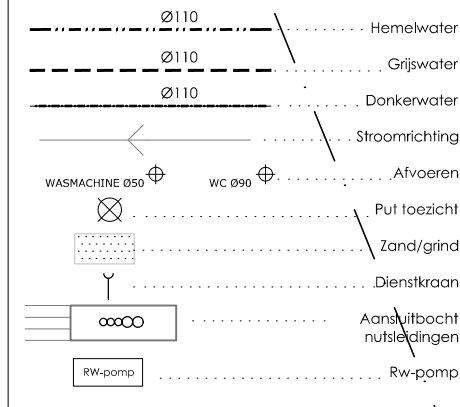 Ø110 Hemelwater
Ø110 Grijswater
Ø110 Donkerwater
Stroomrichting
WASMACHINE Ø50 WC Ø90 Afvoeren
Put toezicht
Zand/grind
Dienstkraan
Aansluitbocht
nutsleidingen
RW-pomp Rw-pomp